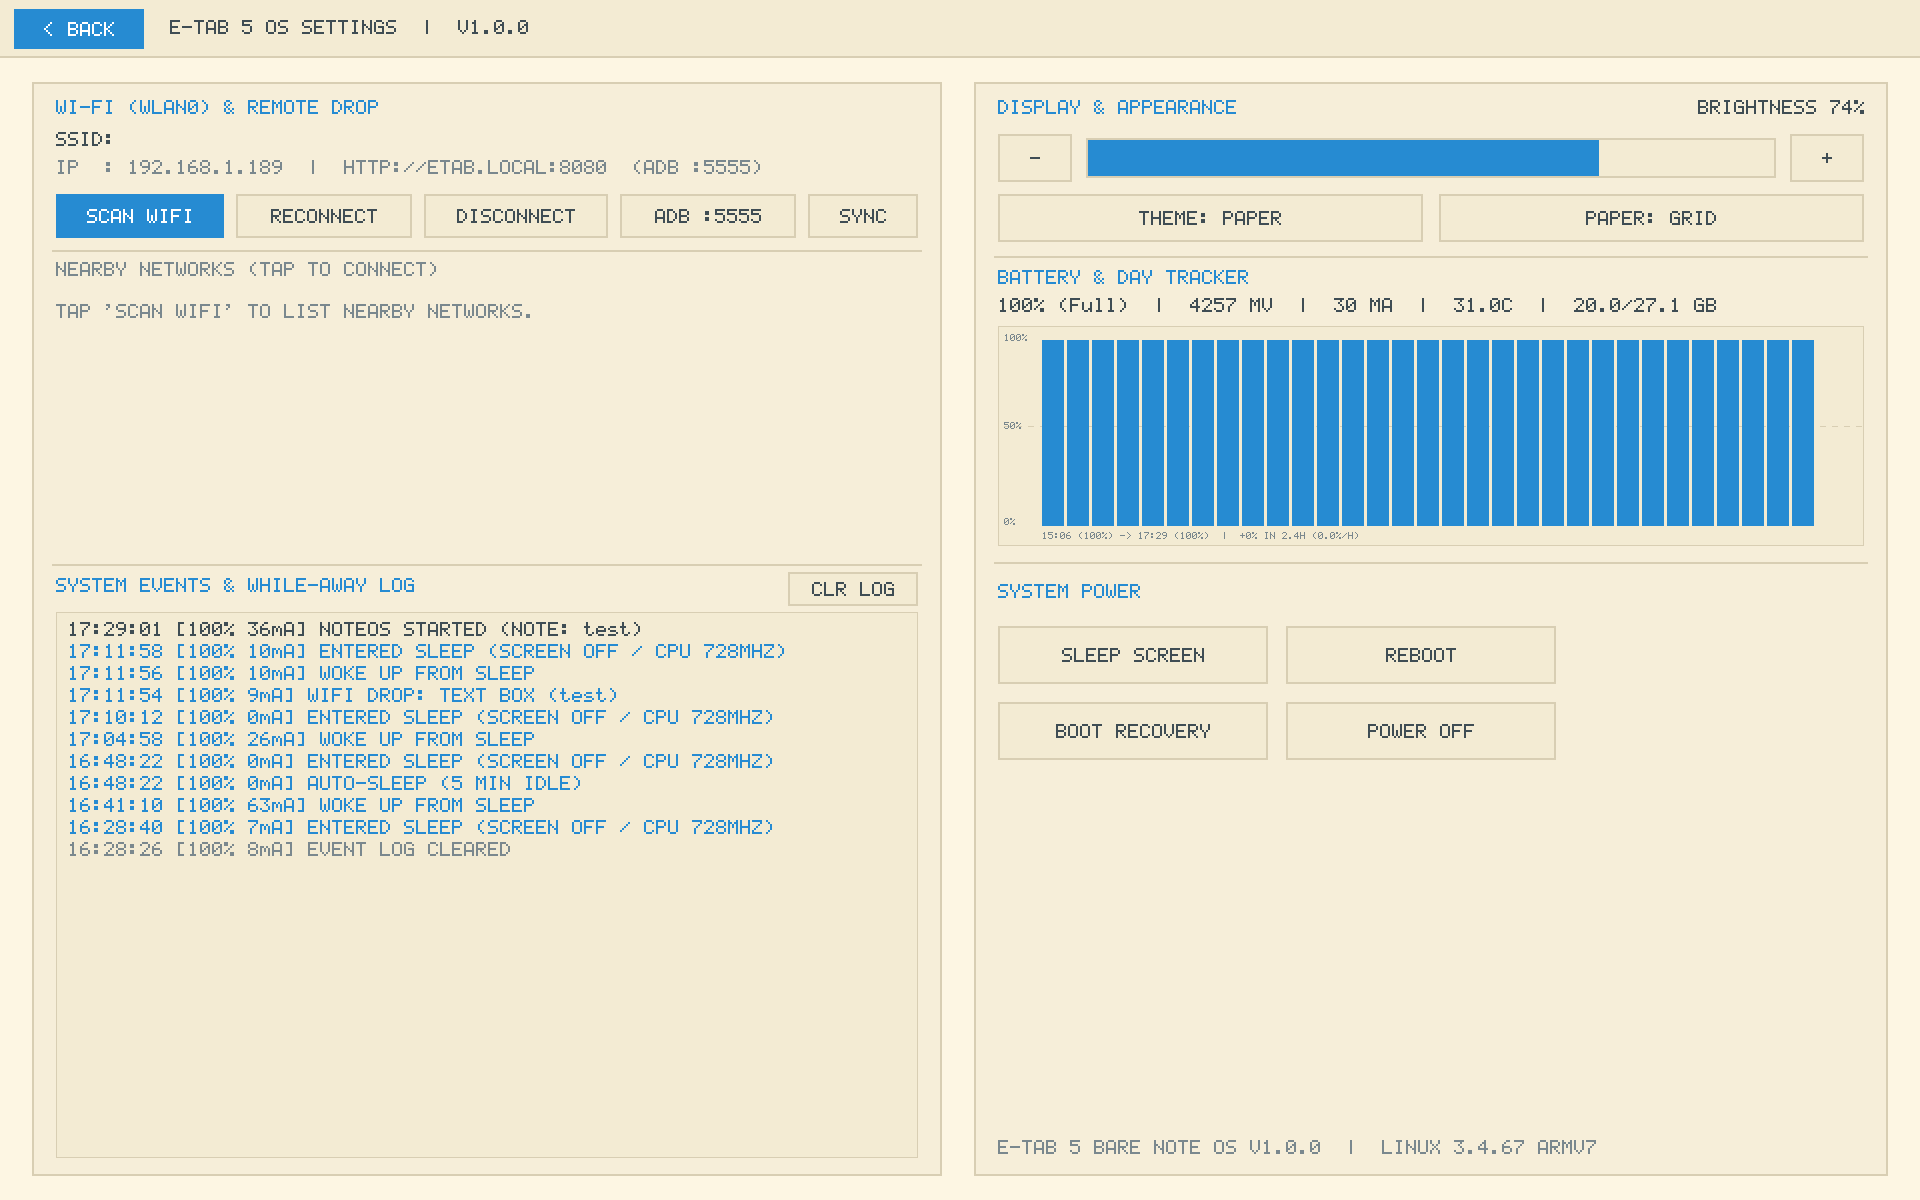 < BACK E-TAB 5 OS SETTINGS | V1.0.0
WI-FI (WLAN0) & REMOTE DROP
SSID:
IP : 192.168.1.189 | HTTP://ETAB.LOCAL:8080 (ADB :5555)
SCAN WIFI RECONNECT DISCONNECT ADB :5555 SYNC
NEARBY NETWORKS (TAP TO CONNECT)
TAP 'SCAN WIFI' TO LIST NEARBY NETWORKS.
SYSTEM EVENTS & WHILE-AWAY LOG CLR LOG
17:29:01 [100% 36mA] NOTEOS STARTED (NOTE: test)
17:11:58 [100% 10mA] ENTERED SLEEP (SCREEN OFF / CPU 728MHZ)
17:11:56 [100% 10mA] WOKE UP FROM SLEEP
17:11:54 [100% 9mA] WIFI DROP: TEXT BOX (test)
17:10:12 [100% 0mA] ENTERED SLEEP (SCREEN OFF / CPU 728MHZ)
17:04:58 [100% 26mA] WOKE UP FROM SLEEP
16:48:22 [100% 0mA] ENTERED SLEEP (SCREEN OFF / CPU 728MHZ)
16:48:22 [100% 0mA] AUTO-SLEEP (5 MIN IDLE)
16:41:10 [100% 63mA] WOKE UP FROM SLEEP
16:28:40 [100% 7mA] ENTERED SLEEP (SCREEN OFF / CPU 728MHZ)
16:28:26 [100% 8mA] EVENT LOG CLEARED
DISPLAY & APPEARANCE BRIGHTNESS 74%
- +
THEME: PAPER PAPER: GRID
BATTERY & DAY TRACKER
100% (Full) | 4257 MV | 30 MA | 31.0C | 20.0/27.1 GB
100%
50%
0%
15:06 (100%) -> 17:29 (100%) | +0% IN 2.4H (0.0%/H)
SYSTEM POWER
SLEEP SCREEN REBOOT
BOOT RECOVERY POWER OFF
E-TAB 5 BARE NOTE OS V1.0.0 | LINUX 3.4.67 ARMV7